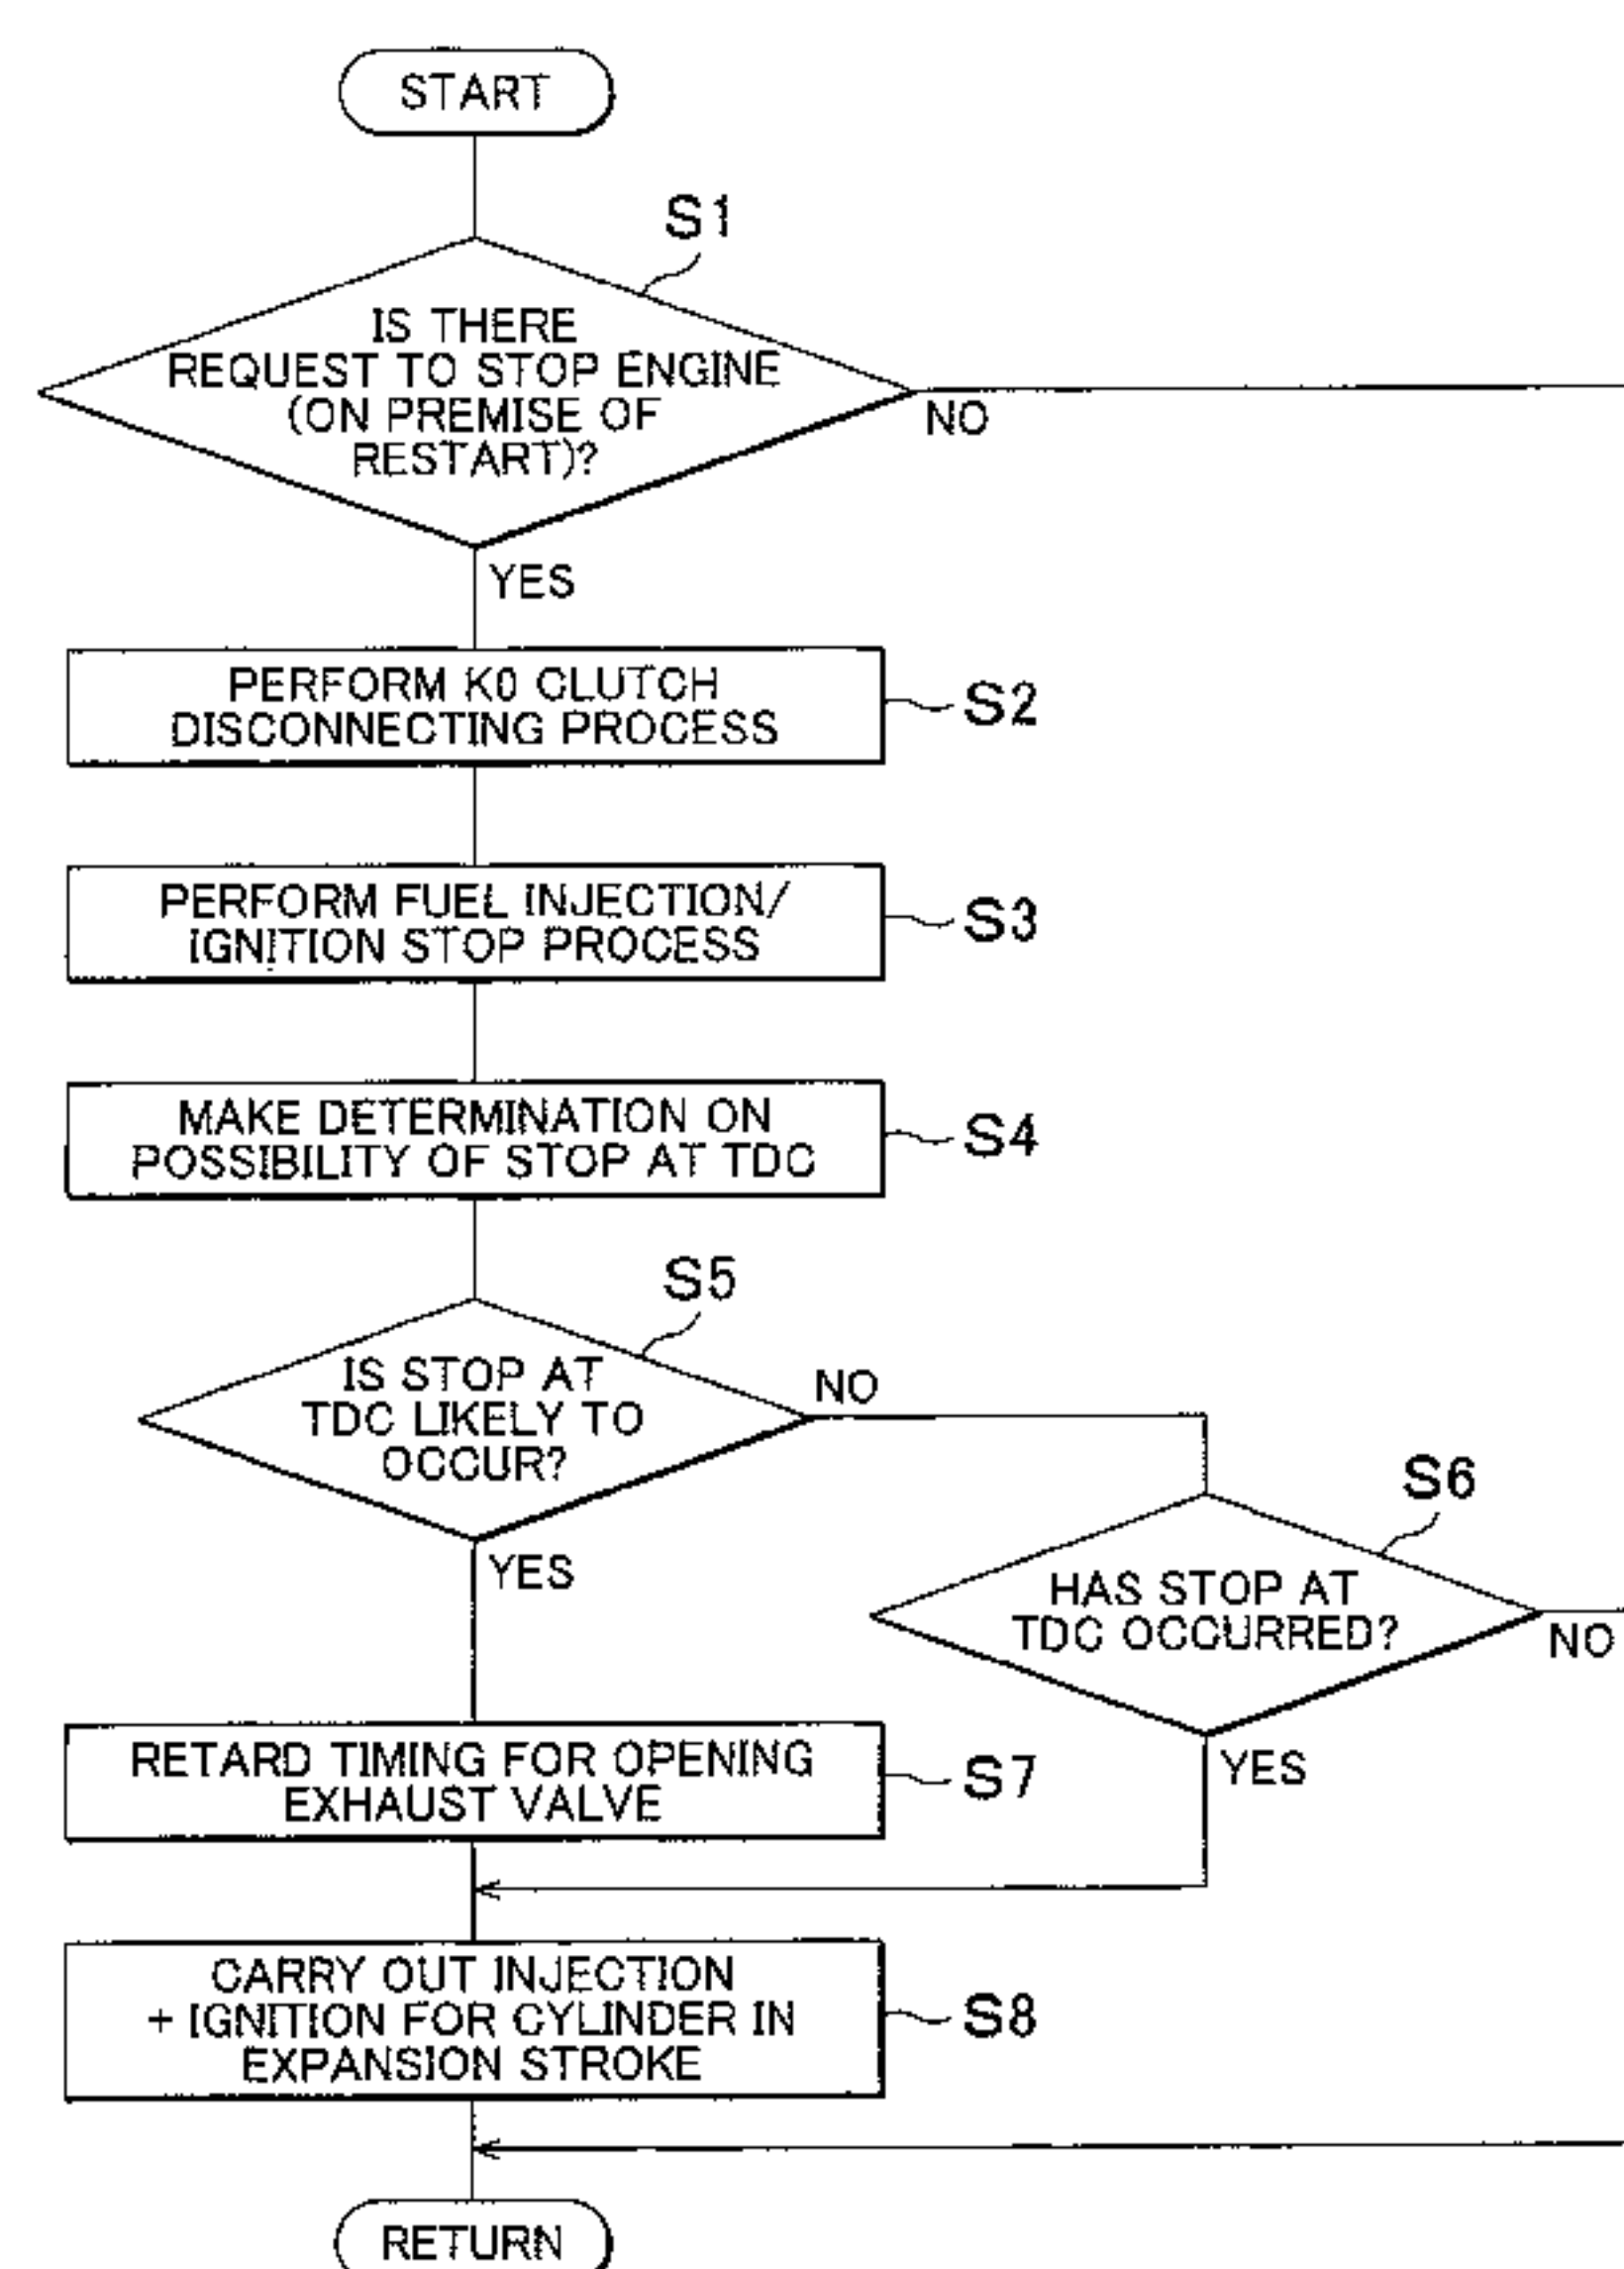 START
S1
IS THERE
REQUEST TO STOP ENGINE
(ON PREMISE OF
RESTART)?
NO
YES
PERFORM K0 CLUTCH
DISCONNECTING PROCESS
S2
PERFORM FUEL INJECTION/
IGNITION STOP PROCESS
S3
MAKE DETERMINATION ON
POSSIBILITY OF STOP AT TDC
S4
S5
IS STOP AT
TDC LIKELY TO
OCCUR?
NO
YES
S6
HAS STOP AT
TDC OCCURRED?
NO
YES
RETARD TIMING FOR OPENING
EXHAUST VALVE
S7
CARRY OUT INJECTION
+ IGNITION FOR CYLINDER IN
EXPANSION STROKE
S8
RETURN